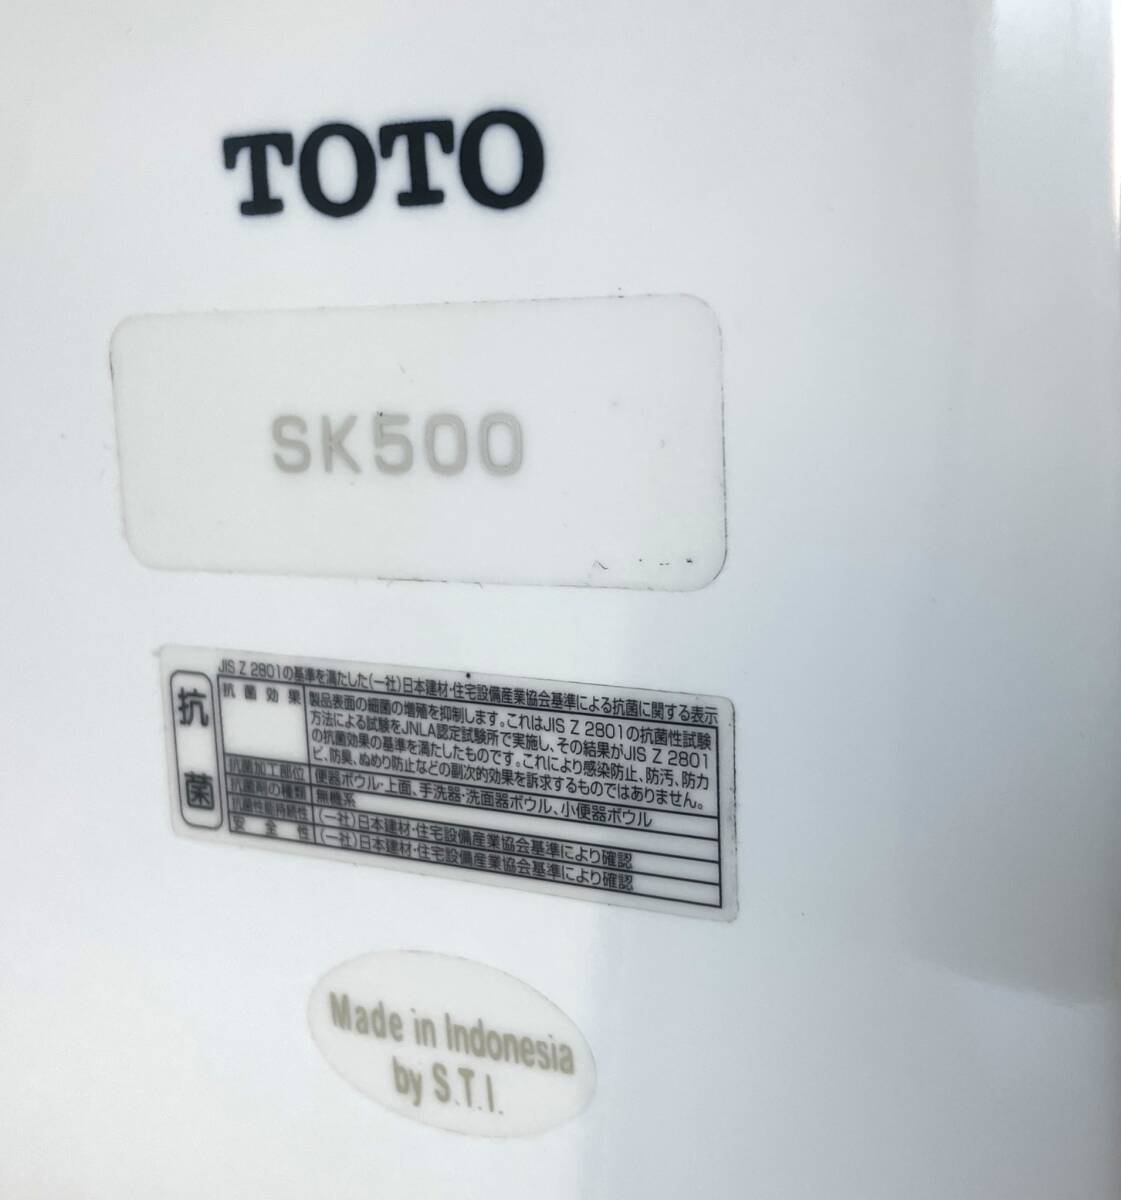 TOTO
SK500
JIS Z 2801の基準を満たした(一社)日本建材・住宅設備産業協会基準による抗菌に関する表示
抗菌
抗菌効果
製品表面の細菌の増殖を抑制します。これはJIS Z 2801の抗菌性試験
方法による試験をJNLA認定試験所で実施し、その結果がJIS Z 2801
の抗菌効果の基準を満たしたものです。これにより感染防止、防汚、防カ
ビ、防臭、ぬめり防止などの副次的効果を訴求するものではありません。
抗菌加工部位 便器ボウル・上面、手洗器・洗面器ボウル、小便器ボウル
抗菌剤の種類 無機系
抗菌性能持続性 (一社)日本建材・住宅設備産業協会基準により確認
安全性 (一社)日本建材・住宅設備産業協会基準により確認
Made in Indonesia
by S.T.I.